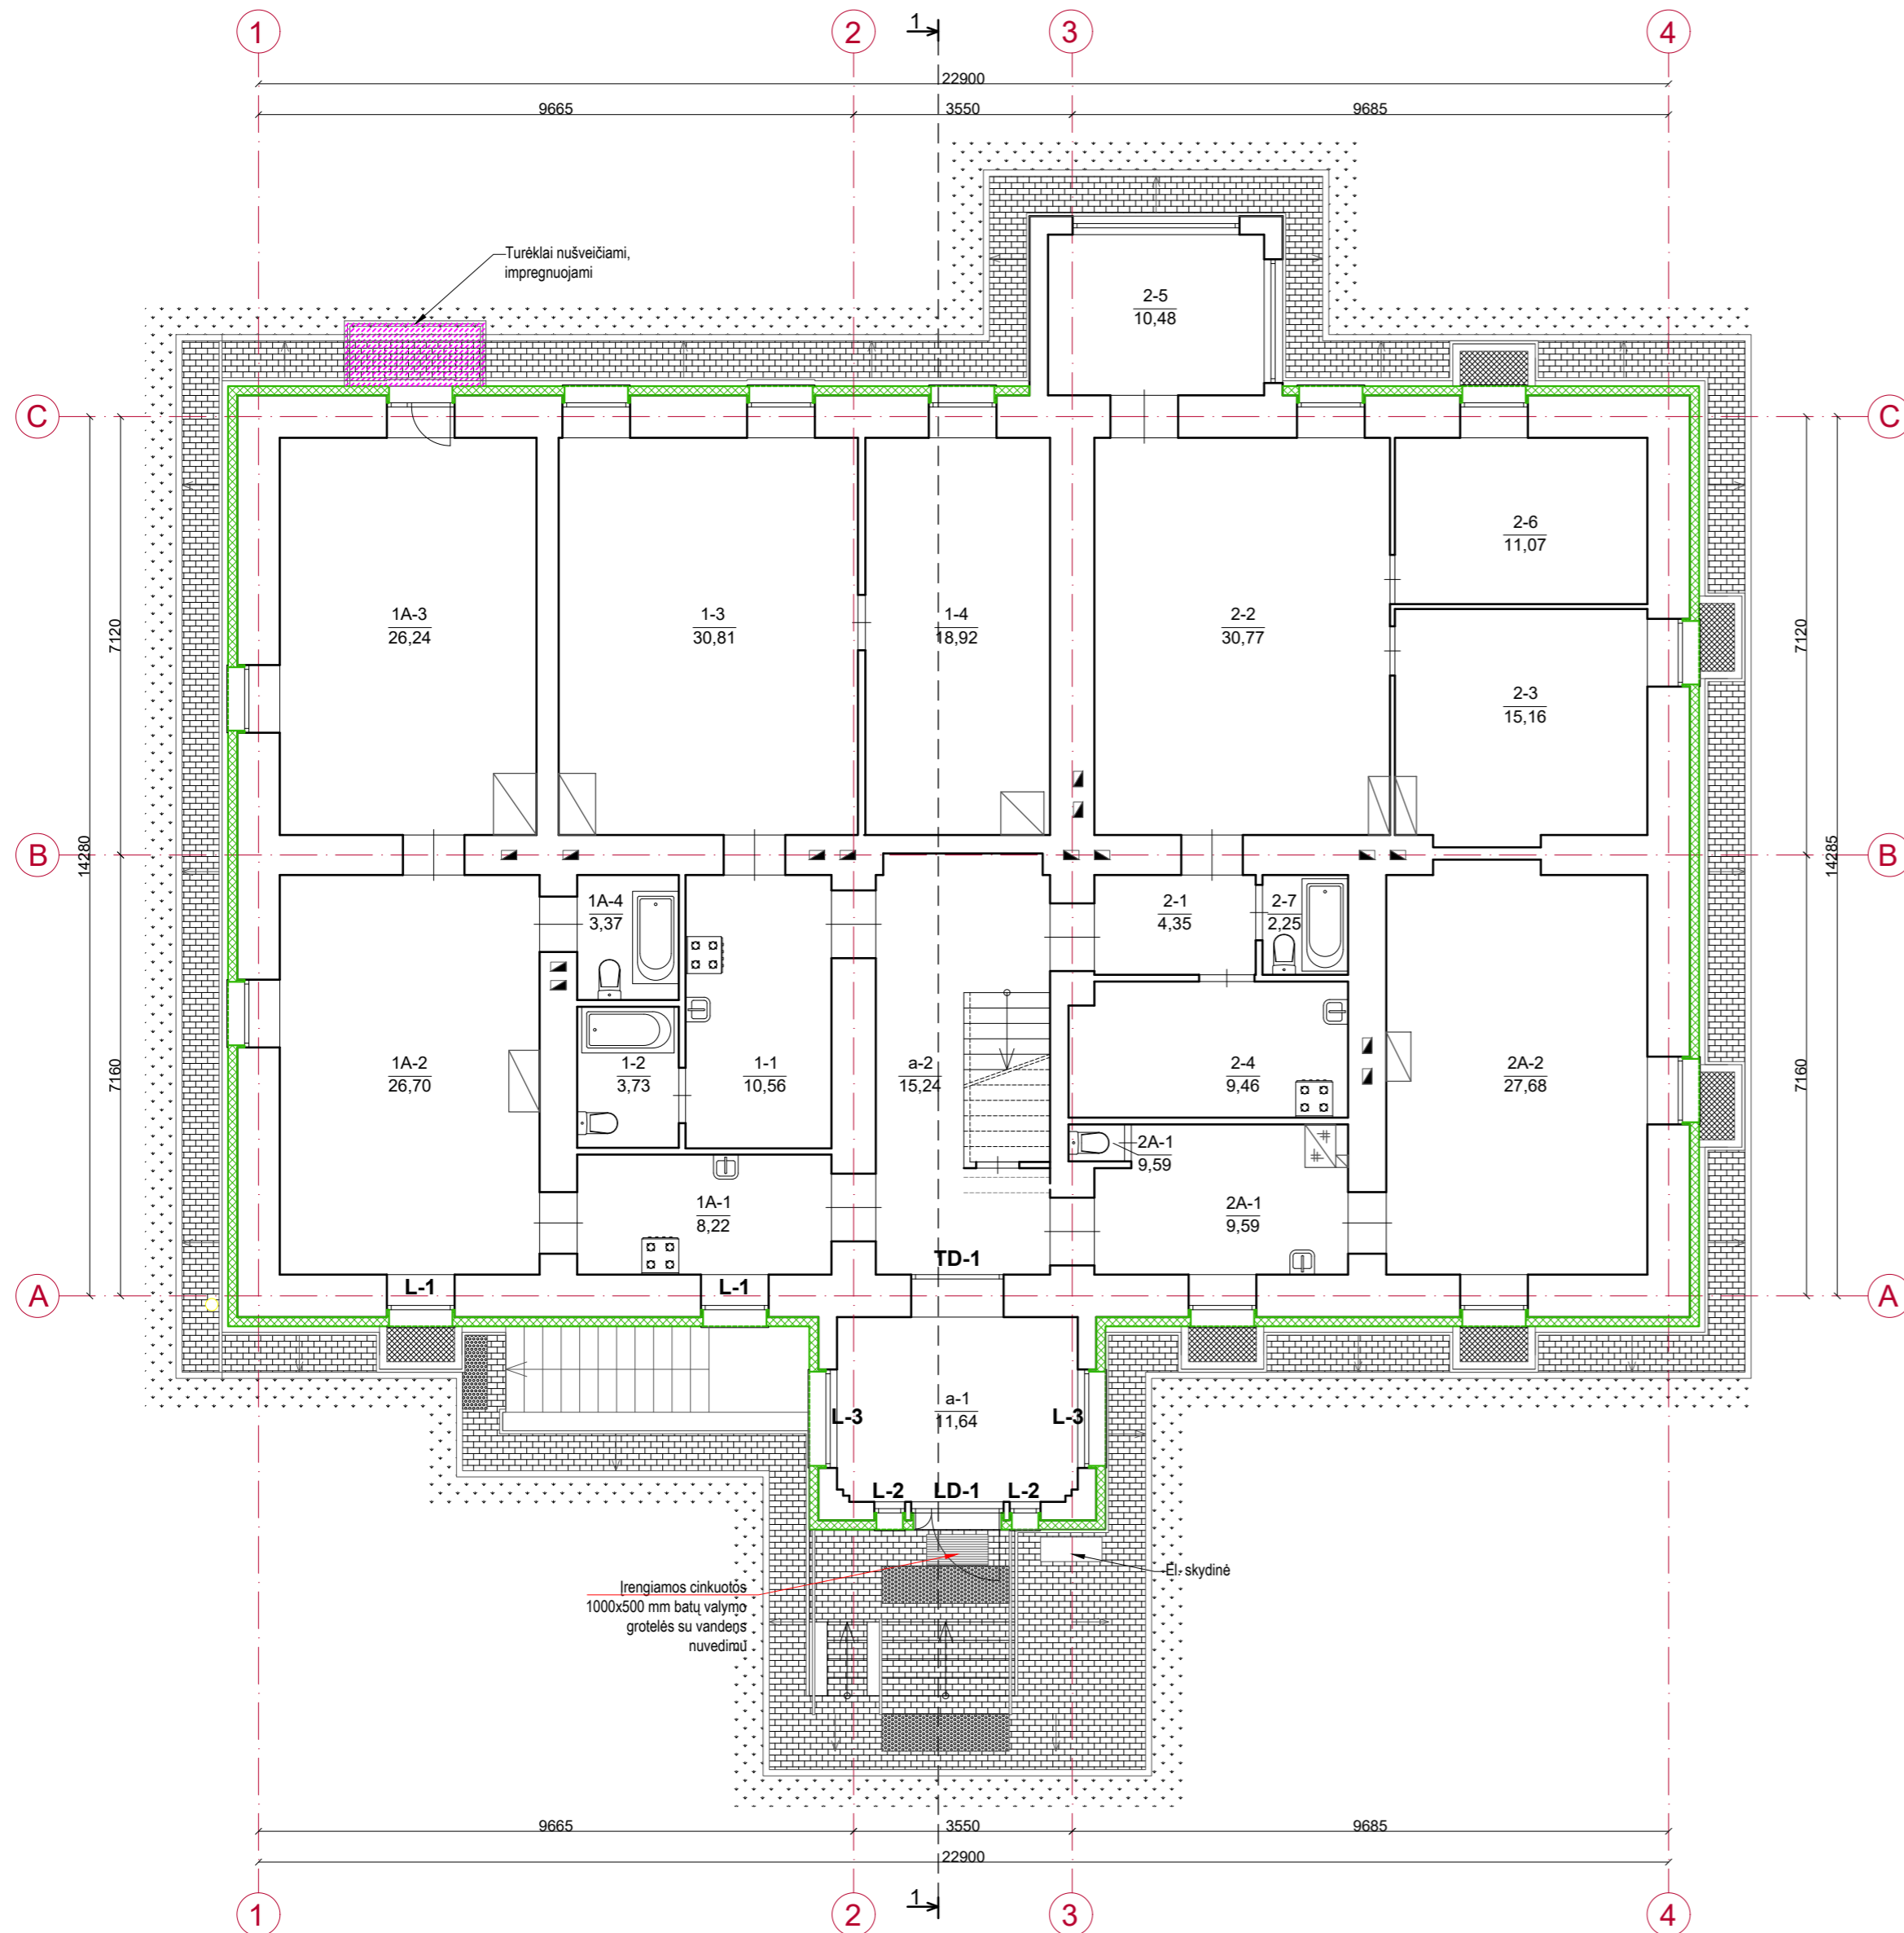 1
2
1
3
4
22900
9665
3550
9685
Turėklai nušveičiami,
impregnuojami
2-5
10,48
C
C
2-6
11,07
1A-3
26,24
1-3
30,81
1-4
18,92
2-2
30,77
7120
7120
2-3
15,16
14280
14285
B
B
1A-4
3,37
2-1
4,35
2-7
2,25
1A-2
26,70
1-2
3,73
1-1
10,56
a-2
15,24
2-4
9,46
2A-2
27,68
7160
7160
2A-1
9,59
1A-1
8,22
2A-1
9,59
TD-1
L-1
L-1
A
A
a-1
11,64
L-3
L-3
L-2
LD-1
L-2
El. skydinė
Įrengiamos cinkuotos
1000x500 mm batų valymo
grotelės su vandens
nuvedimu
9665
3550
9685
22900
1
1
2
3
4